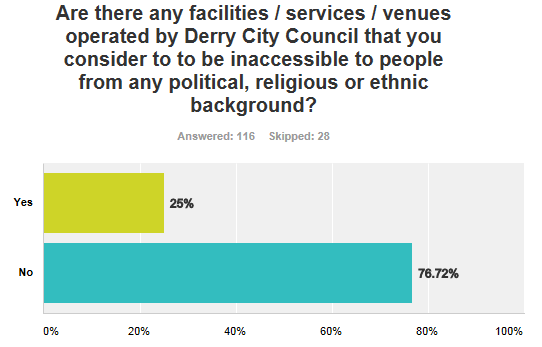 Are there any facilities / services / venues
operated by Derry City Council that you
consider to to be inaccessible to people
from any political, religious or ethnic
background?
Answered: 116 Skipped: 28
Yes
25%
No
76.72%
0% 20% 40% 60% 80% 100%